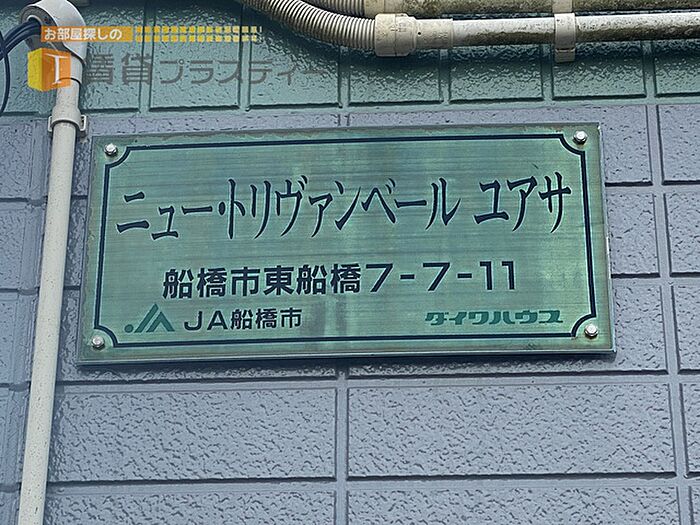 お部屋探しの
賃貸プラスティー
ニュー・トリヴァンベール ユアサ
船橋市東船橋7-7-11
JA JA船橋市 ダイワハウス